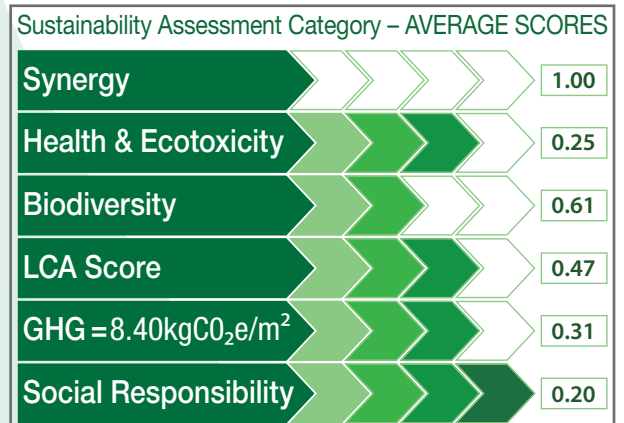 Sustainability Assessment Category – AVERAGE SCORES
Synergy 1.00
Health & Ecotoxicity 0.25
Biodiversity 0.61
LCA Score 0.47
GHG = 8.40kgC0₂e/m² 0.31
Social Responsibility 0.20